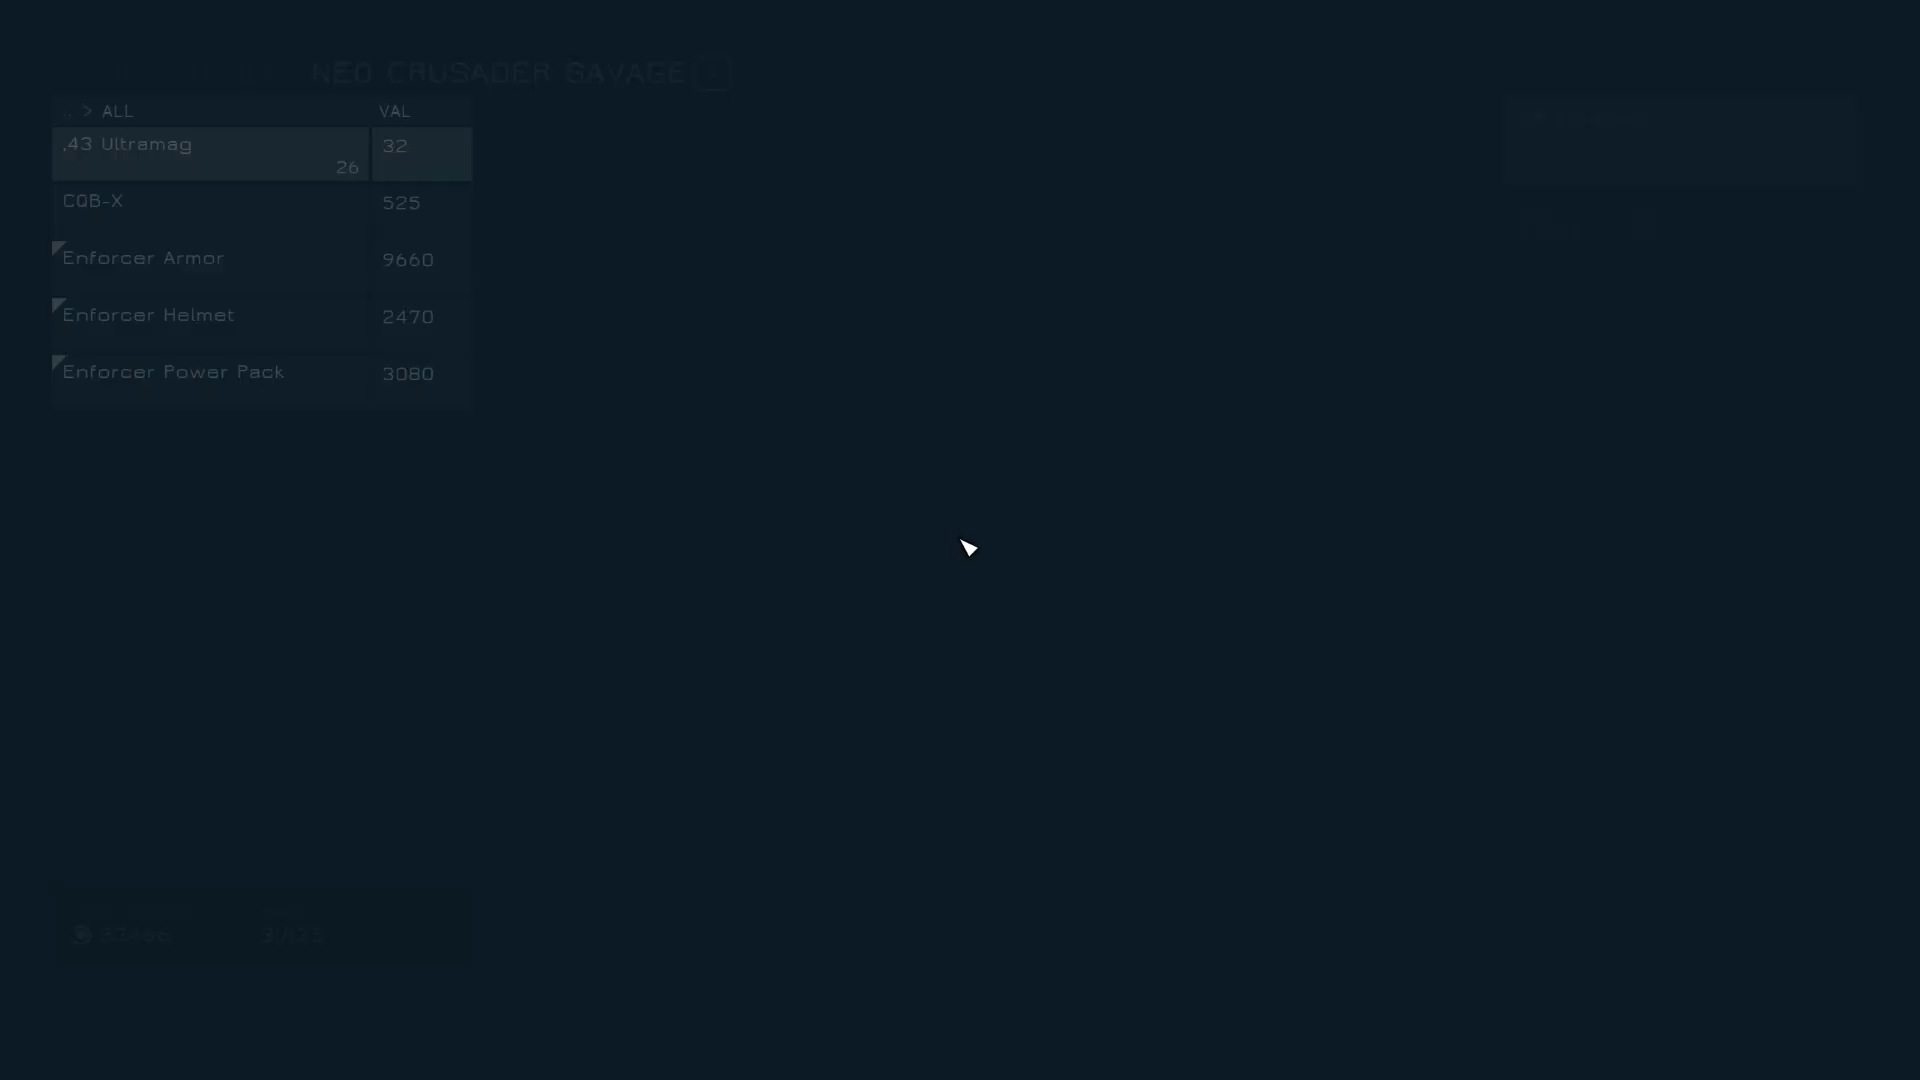 NEO CRUSADER SAVAGE
.. > ALL VAL
.43 Ultramag 32
26
CQB-X 525
Enforcer Armor 9660
Enforcer Helmet 2470
Enforcer Power Pack 3080